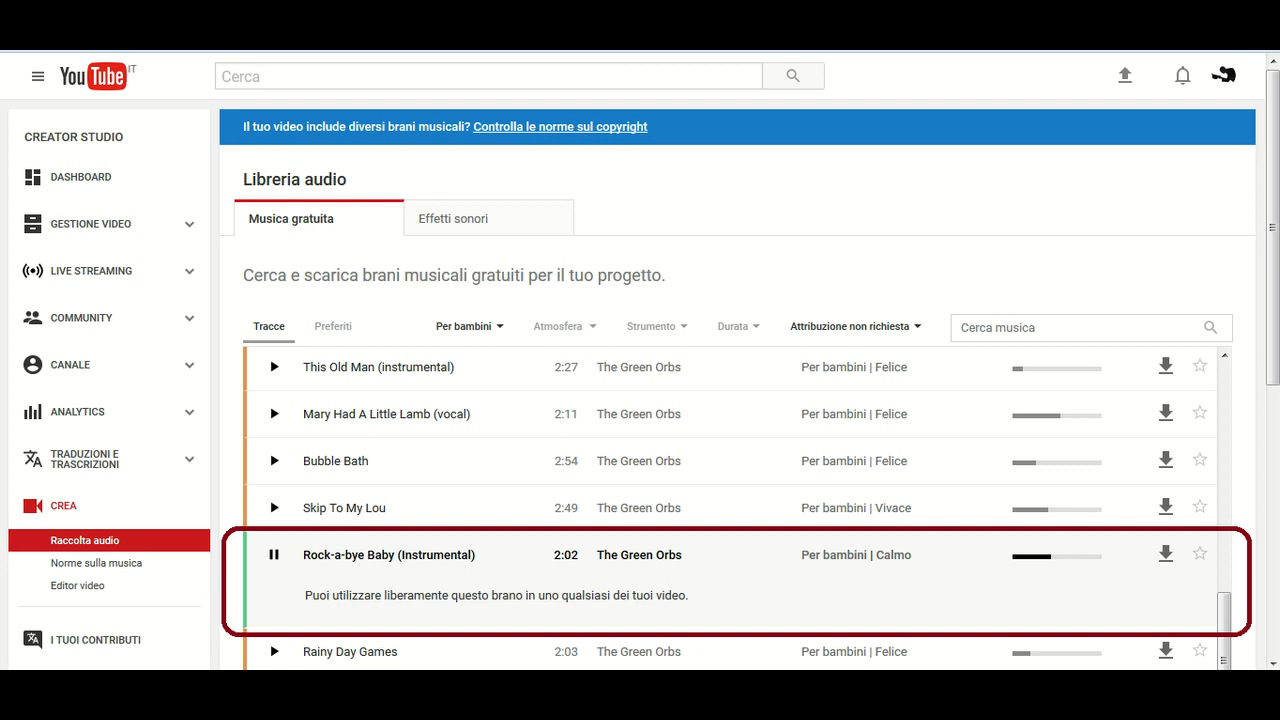 YouTube IT
Cerca
CREATOR STUDIO
DASHBOARD
GESTIONE VIDEO
LIVE STREAMING
COMMUNITY
CANALE
ANALYTICS
TRADUZIONI E
TRASCRIZIONI
CREA
Raccolta audio
Norme sulla musica
Editor video
I TUOI CONTRIBUTI
Il tuo video include diversi brani musicali? Controlla le norme sul copyright
Libreria audio
Musica gratuita Effetti sonori
Cerca e scarica brani musicali gratuiti per il tuo progetto.
Tracce Preferiti Per bambini Atmosfera Strumento Durata Attribuzione non richiesta Cerca musica
This Old Man (instrumental) 2:27 The Green Orbs Per bambini | Felice
Mary Had A Little Lamb (vocal) 2:11 The Green Orbs Per bambini | Felice
Bubble Bath 2:54 The Green Orbs Per bambini | Felice
Skip To My Lou 2:49 The Green Orbs Per bambini | Vivace
Rock-a-bye Baby (Instrumental) 2:02 The Green Orbs Per bambini | Calmo
Puoi utilizzare liberamente questo brano in uno qualsiasi dei tuoi video.
Rainy Day Games 2:03 The Green Orbs Per bambini | Felice